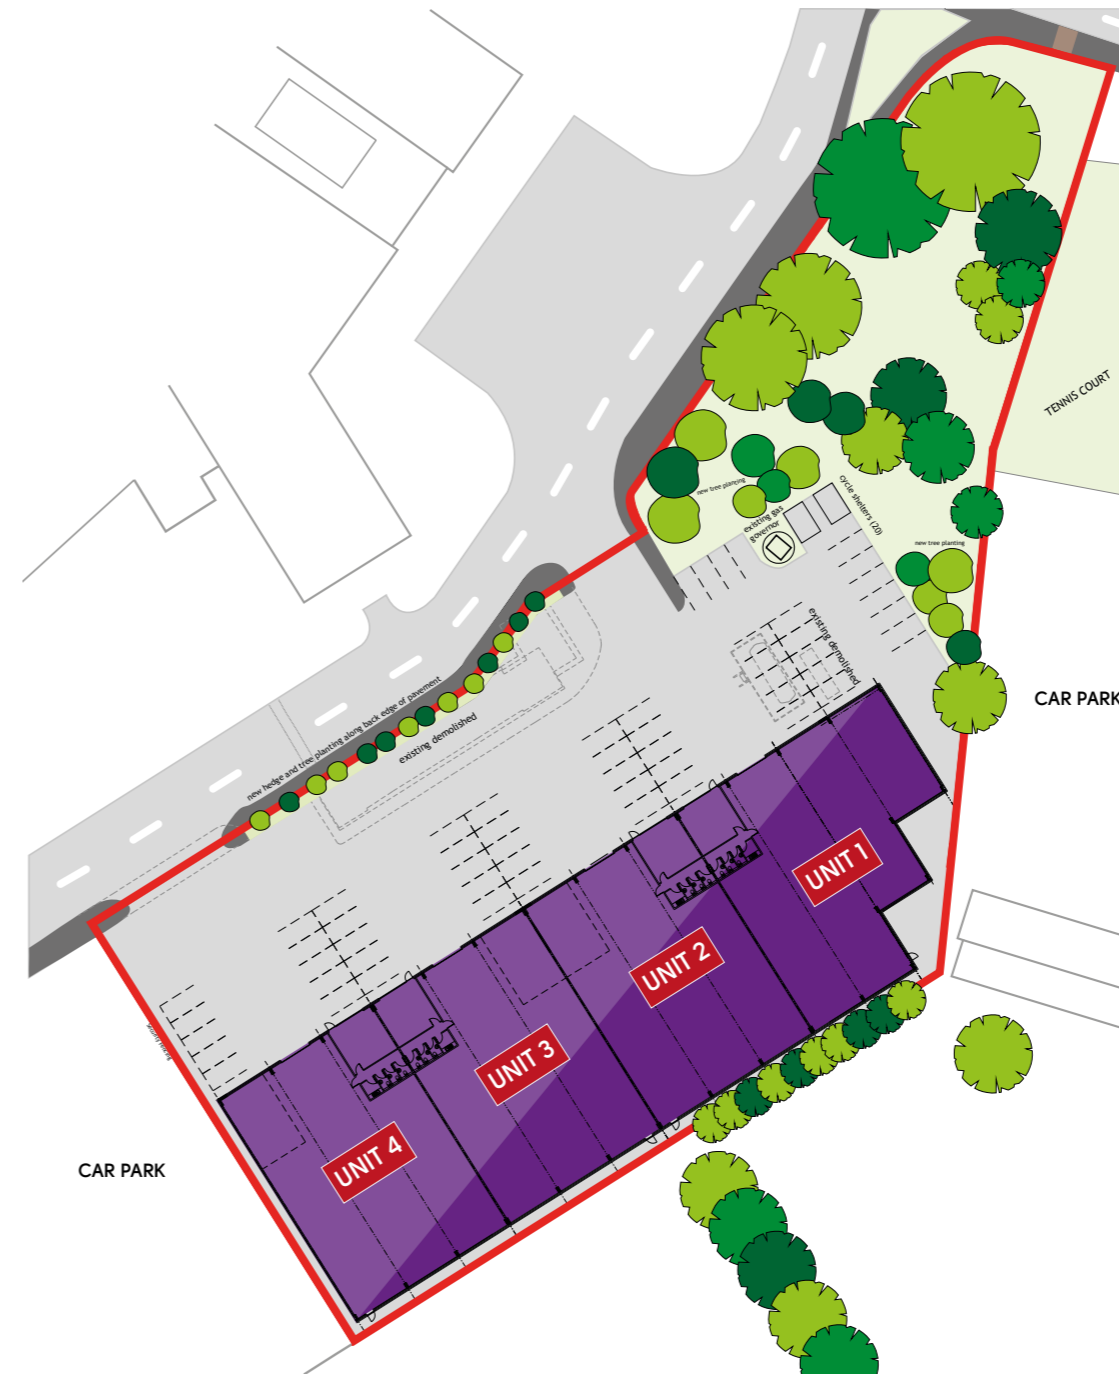 TENNIS COURT
new tree planting
cycle shelters (20)
existing gas
governor
new tree planting
existing demolished
CAR PARK
new hedge and tree planting along back edge of pavement
existing demolished
UNIT 1
UNIT 2
UNIT 3
UNIT 4
CAR PARK